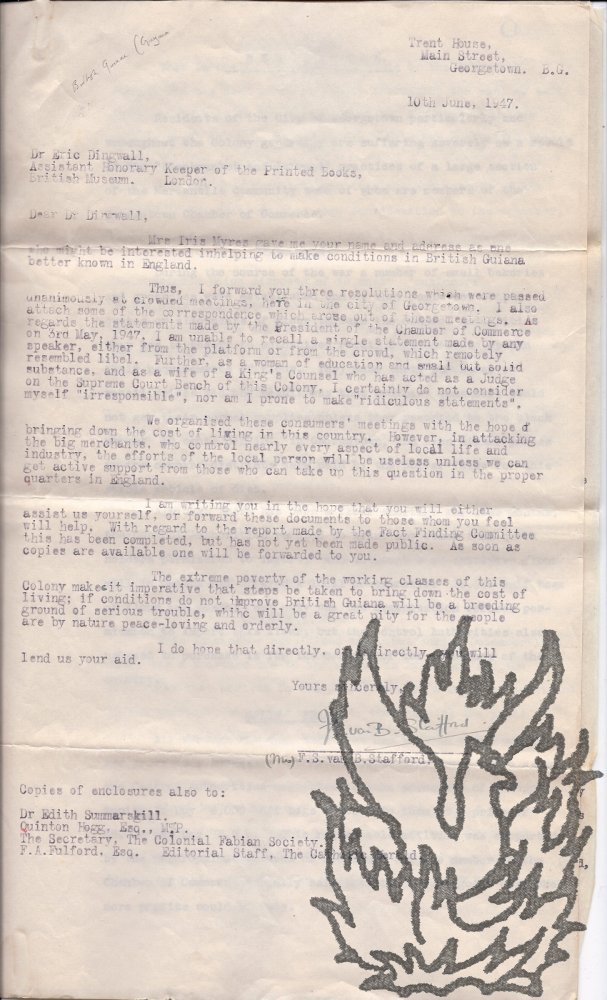 British Guiana (Guyana
Trent House,
Main Street,
Georgetown. B.G.
10th June, 1947.
Dr Eric Dingwall,
Assistant Honorary Keeper of the Printed Books,
British Museum. London.
Dear Dr Dingwall,
Mrs Iris Myres gave me your name and address as one
who might be interested inhelping to make conditions in British Guiana
better known in England.
Thus, I forward you three resolutions which were passed
unanimously at crowded meetings, here in the city of Georgetown. I also
attach some of the correspondence which arose out of these meetings. As
regards the statements made by the President of the Chamber of Commerce
on 3rd May, 1947, I am unable to recall a single statement made by any
speaker, either from the platform or from the crowd, which remotely
resembled libel. Further, as a woman of education and small but solid
substance, and as a wife of a King's Counsel who has acted as a Judge
on the Supreme Court Bench of this Colony, I certainly do not consider
myself "irresponsible", nor am I prone to make"ridiculous statements".
We organised these consumers' meetings with the hope of
bringing down the cost of living in this country. However, in attacking
the big merchants, who control nearly every aspect of local life and
industry, the efforts of the local person will be useless unless we can
get active support from those who can take up this question in the proper
quarters in England.
I am writing you in the hope that you will either
assist us yourself, or forward these documents to those whom you feel
will help. With regard to the report made by the Fact Finding Committee
this has been completed, but has not yet been made public. As soon as
copies are available one will be forwarded to you.
The extreme poverty of the working classes of this
Colony makes it imperative that steps be taken to bring down the cost of
living; if conditions do not improve British Guiana will be a breeding
ground of serious trouble, whihc will be a great pity for the people
are by nature peace-loving and orderly.
I do hope that directly, or indirectly, you will
lend us your aid.
Yours sincerely,
van B. Stafford
(Mrs) F.S. van B. Stafford.
Copies of enclosures also to:
Dr Edith Summarskill.
Quinton Hogg, Esq., M.P.
The Secretary, The Colonial Fabian Society.
F.A.Fulford, Esq. Editorial Staff, The Catholic Herald.